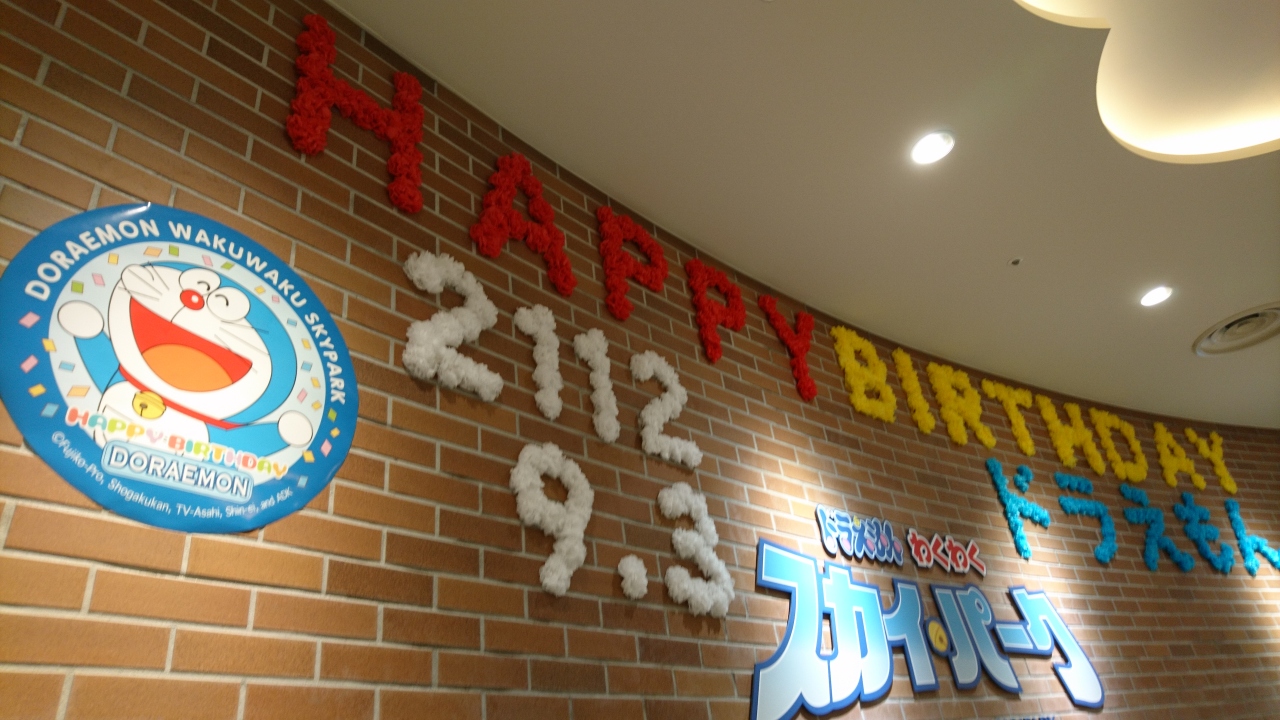 HAPPY BIRTHDAY
2112
9.3
ドラえもん
DORAEMON WAKUWAKU SKYPARK
HAPPY BIRTHDAY
DORAEMON
©Fujiko-Pro, Shogakukan, TV-Asahi, Shin-ei, and ADK
ドラえもん わくわく
スカイ・パーク